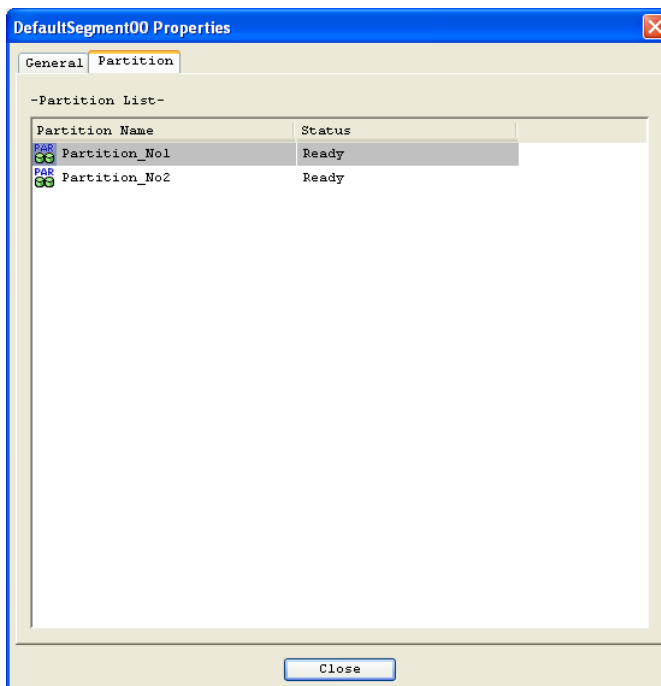 DefaultSegment00 Properties
General Partition
-Partition List-
Partition Name Status
PAR Partition_No1 Ready
PAR Partition_No2 Ready
Close